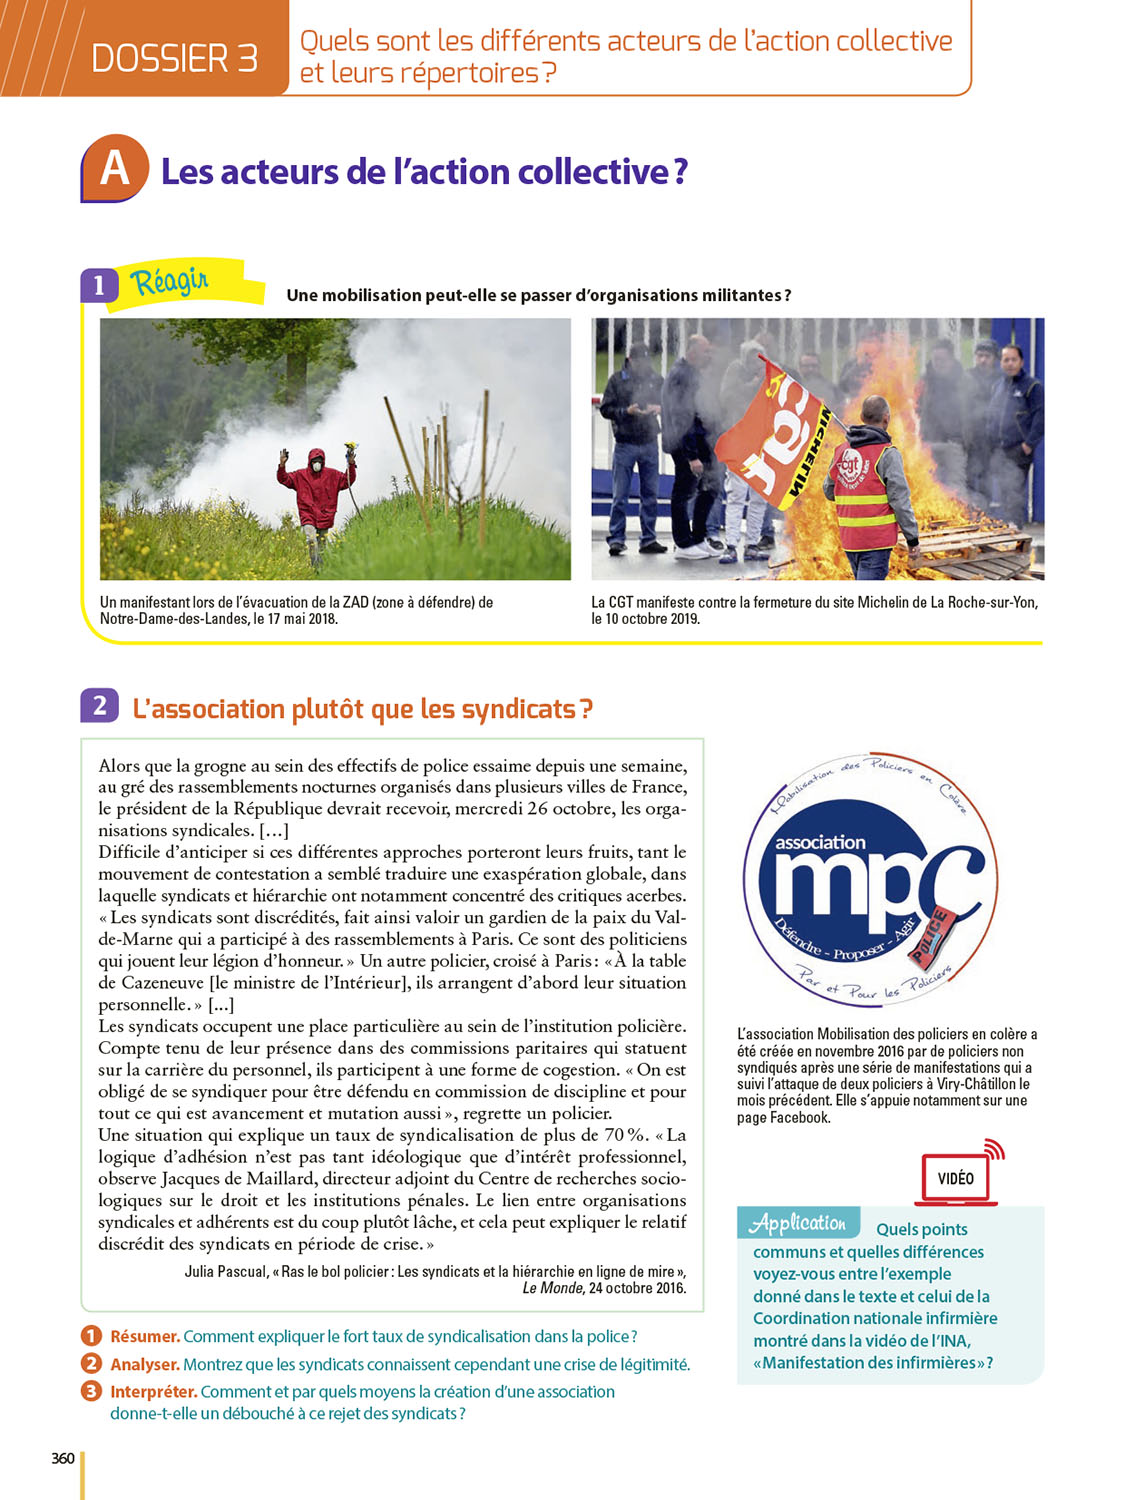 DOSSIER 3
Quels sont les différents acteurs de l'action collective
et leurs répertoires ?
A
Les acteurs de l'action collective ?
1
Réagir
Une mobilisation peut-elle se passer d'organisations militantes ?
cgt
MICHELIN
cgt
Un manifestant lors de l'évacuation de la ZAD (zone à défendre) de
Notre-Dame-des-Landes, le 17 mai 2018.
La CGT manifeste contre la fermeture du site Michelin de La Roche-sur-Yon,
le 10 octobre 2019.
2
L'association plutôt que les syndicats ?
Alors que la grogne au sein des effectifs de police essaime depuis une semaine,
au gré des rassemblements nocturnes organisés dans plusieurs villes de France,
le président de la République devrait recevoir, mercredi 26 octobre, les orga-
nisations syndicales. […]
Difficile d'anticiper si ces différentes approches porteront leurs fruits, tant le
mouvement de contestation a semblé traduire une exaspération globale, dans
laquelle syndicats et hiérarchie ont notamment concentré des critiques acerbes.
« Les syndicats sont discrédités, fait ainsi valoir un gardien de la paix du Val-
de-Marne qui a participé à des rassemblements à Paris. Ce sont des politiciens
qui jouent leur légion d'honneur. » Un autre policier, croisé à Paris : « À la table
de Cazeneuve [le ministre de l'Intérieur], ils arrangent d'abord leur situation
personnelle. » [...]
Les syndicats occupent une place particulière au sein de l'institution policière.
Compte tenu de leur présence dans des commissions paritaires qui statuent
sur la carrière du personnel, ils participent à une forme de cogestion. « On est
obligé de se syndiquer pour être défendu en commission de discipline et pour
tout ce qui est avancement et mutation aussi », regrette un policier.
Une situation qui explique un taux de syndicalisation de plus de 70 %. « La
logique d'adhésion n'est pas tant idéologique que d'intérêt professionnel,
observe Jacques de Maillard, directeur adjoint du Centre de recherches socio-
logiques sur le droit et les institutions pénales. Le lien entre organisations
syndicales et adhérents est du coup plutôt lâche, et cela peut expliquer le relatif
discrédit des syndicats en période de crise. »
Julia Pascual, « Ras le bol policier : Les syndicats et la hiérarchie en ligne de mire »,
Le Monde, 24 octobre 2016.
Mobilisation des Policiers en Colère
association
mpc
POLICE
Défendre - Proposer - Agir
Par et Pour les Policiers
L'association Mobilisation des policiers en colère a
été créée en novembre 2016 par de policiers non
syndiqués après une série de manifestations qui a
suivi l'attaque de deux policiers à Viry-Châtillon le
mois précédent. Elle s'appuie notamment sur une
page Facebook.
VIDÉO
Application Quels points
communs et quelles différences
voyez-vous entre l'exemple
donné dans le texte et celui de la
Coordination nationale infirmière
montré dans la vidéo de l'INA,
« Manifestation des infirmières » ?
1 Résumer. Comment expliquer le fort taux de syndicalisation dans la police ?
2 Analyser. Montrez que les syndicats connaissent cependant une crise de légitimité.
3 Interpréter. Comment et par quels moyens la création d'une association
donne-t-elle un débouché à ce rejet des syndicats ?
360